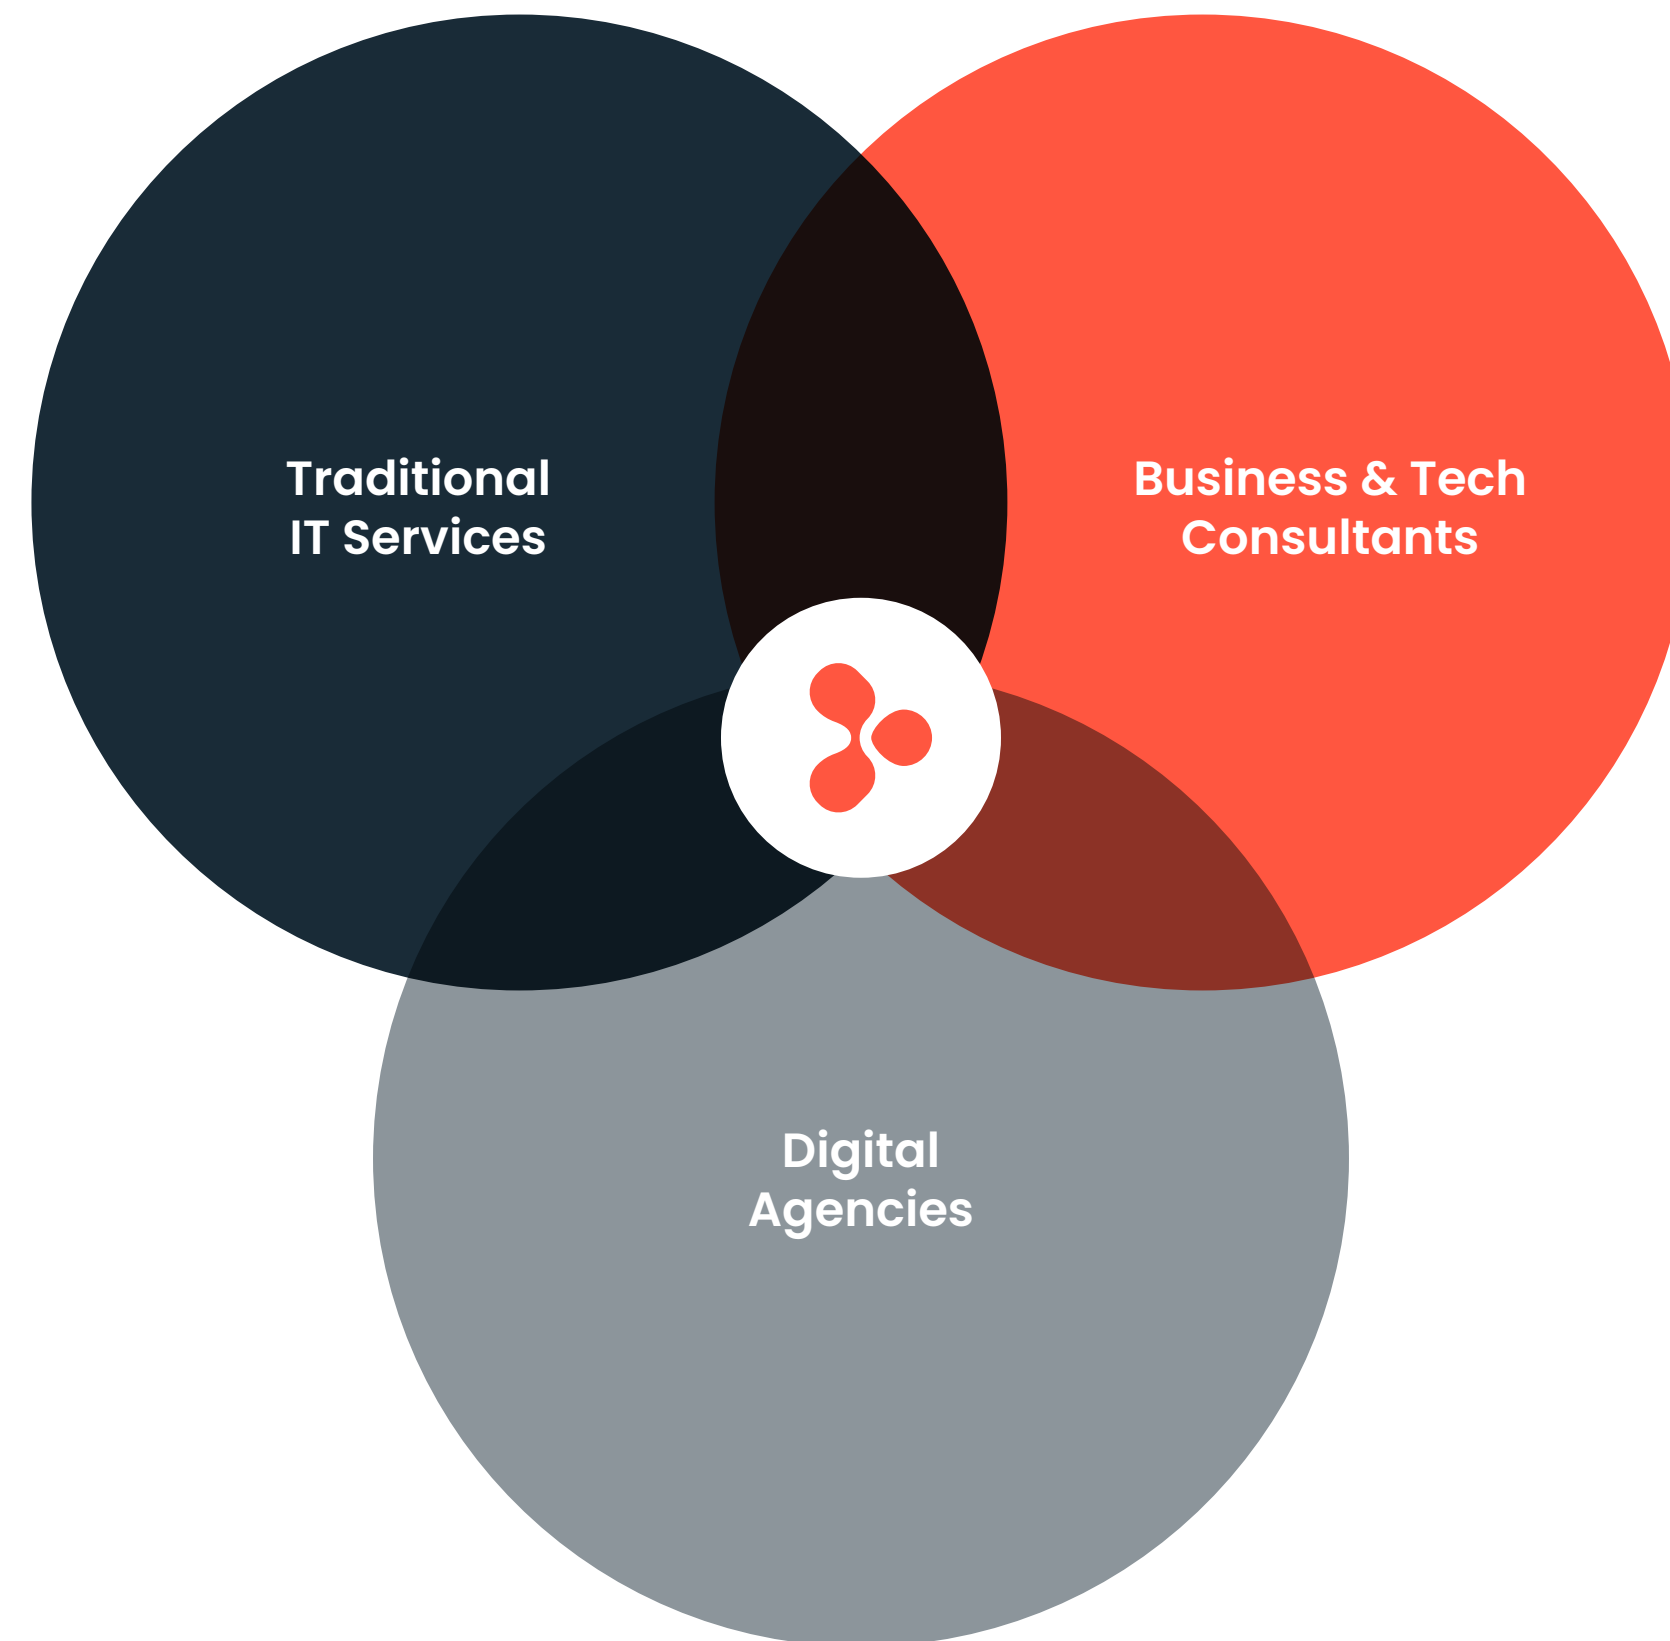 Traditional
IT Services
Business & Tech
Consultants
Digital
Agencies